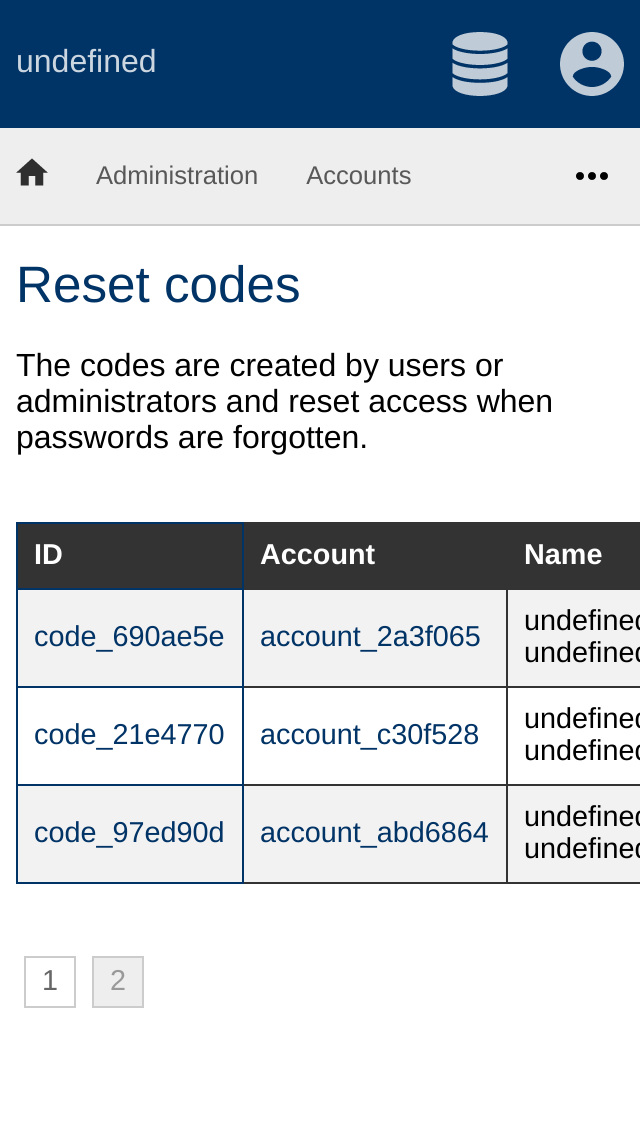 undefined
Administration Accounts
Reset codes
The codes are created by users or
administrators and reset access when
passwords are forgotten.
ID Account Name
code_690ae5e account_2a3f065 undefined
undefined
code_21e4770 account_c30f528 undefined
undefined
code_97ed90d account_abd6864 undefined
undefined
1 2